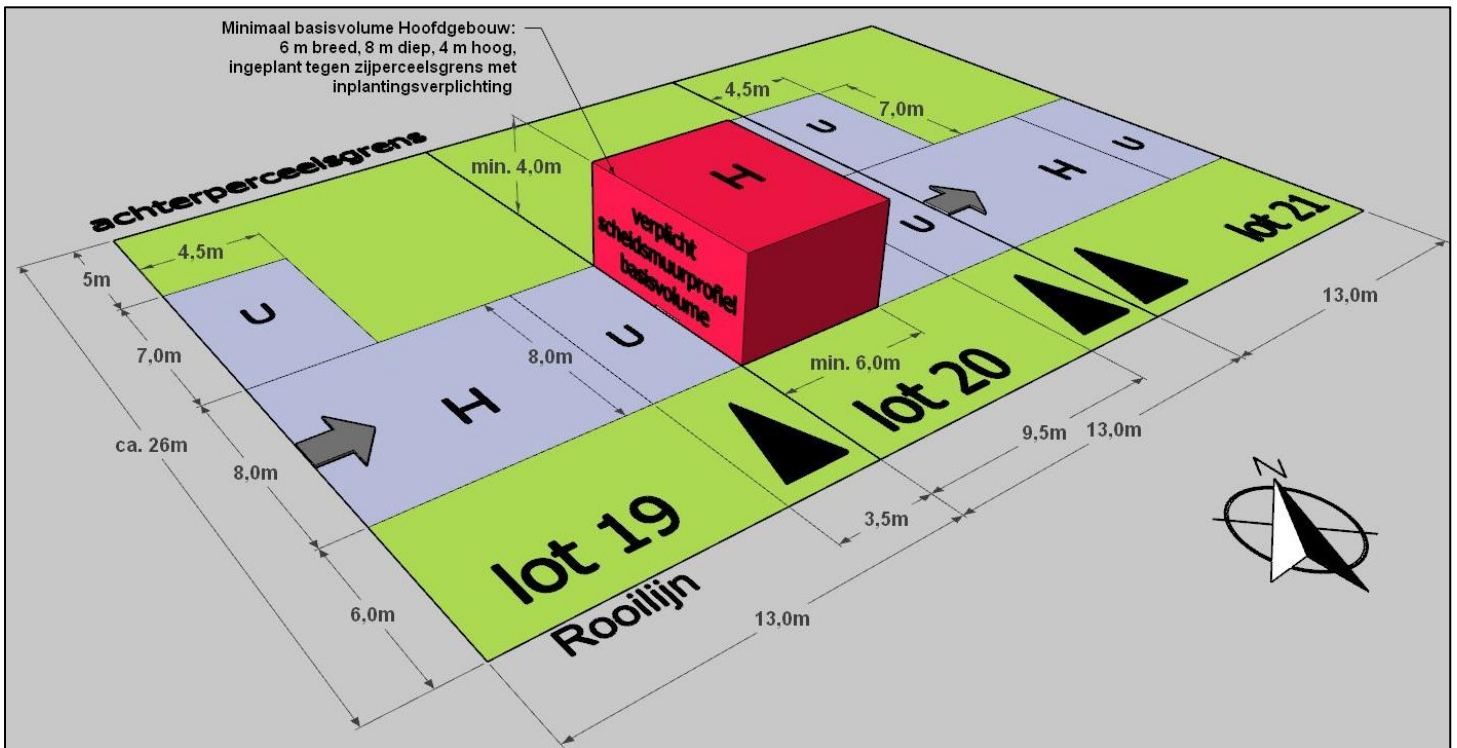 Minimaal basisvolume Hoofdgebouw:
6 m breed, 8 m diep, 4 m hoog,
ingeplant tegen zijperceelsgrens met
inplantingsverplichting
achterperceelsgrens
min. 4,0m
4,5m
7,0m
U
H
U
H
verplicht
scheidsmuurprofiel
basisvolume
U
lot 21
13,0m
4,5m
5m
U
7,0m
8,0m
U
min. 6,0m
lot 20
H
ca. 26m
8,0m
9,5m
13,0m
3,5m
N
lot 19
Rooilijn
6,0m
13,0m